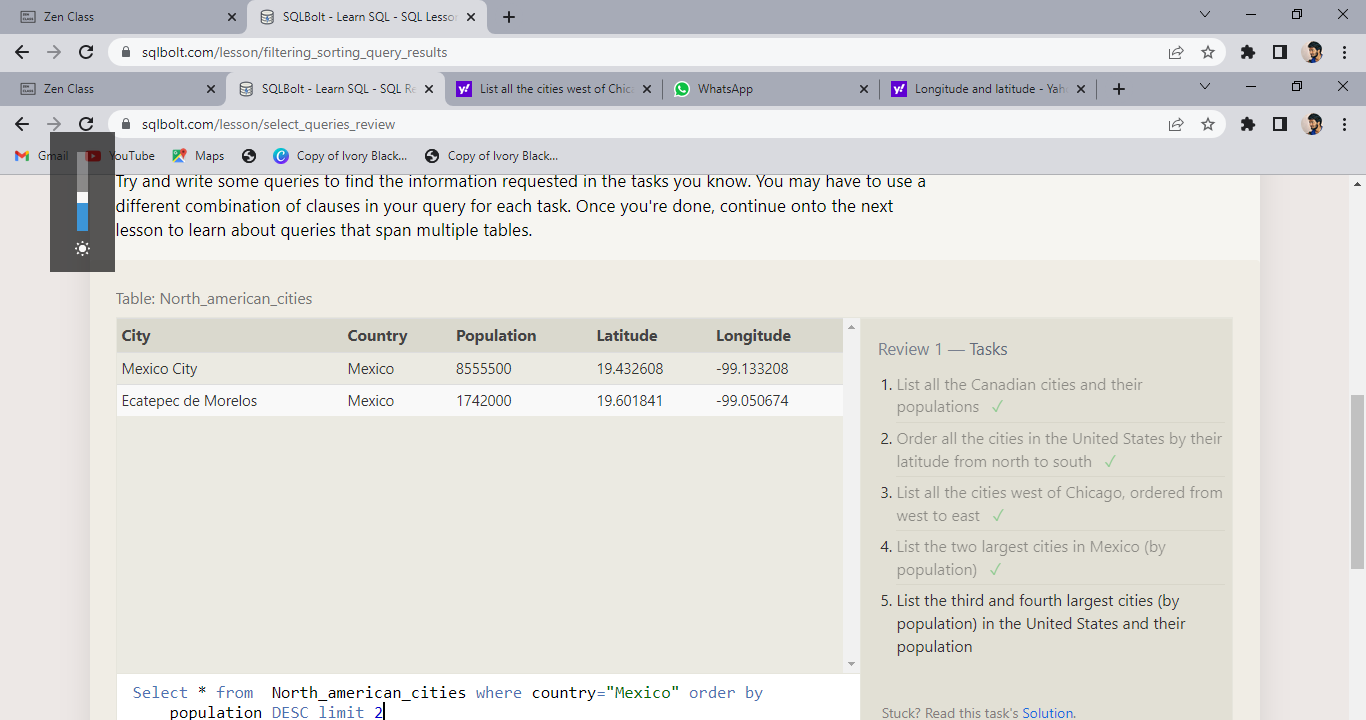 Zen Class
SQLBolt - Learn SQL - SQL Lesson
sqlbolt.com/lesson/filtering_sorting_query_results
Zen Class
SQLBolt - Learn SQL - SQL Re
List all the cities west of Chica
WhatsApp
Longitude and latitude - Yah
sqlbolt.com/lesson/select_queries_review
Gmail
YouTube
Maps
Copy of Ivory Black...
Copy of Ivory Black...
Try and write some queries to find the information requested in the tasks you know. You may have to use a
different combination of clauses in your query for each task. Once you're done, continue onto the next
lesson to learn about queries that span multiple tables.
Table: North_american_cities
City Country Population Latitude Longitude
Mexico City Mexico 8555500 19.432608 -99.133208
Ecatepec de Morelos Mexico 1742000 19.601841 -99.050674
Review 1 — Tasks
1. List all the Canadian cities and their
populations ✓
2. Order all the cities in the United States by their
latitude from north to south ✓
3. List all the cities west of Chicago, ordered from
west to east ✓
4. List the two largest cities in Mexico (by
population) ✓
5. List the third and fourth largest cities (by
population) in the United States and their
population
Select * from  North_american_cities where country="Mexico" order by
population DESC limit 2
Stuck? Read this task's Solution.